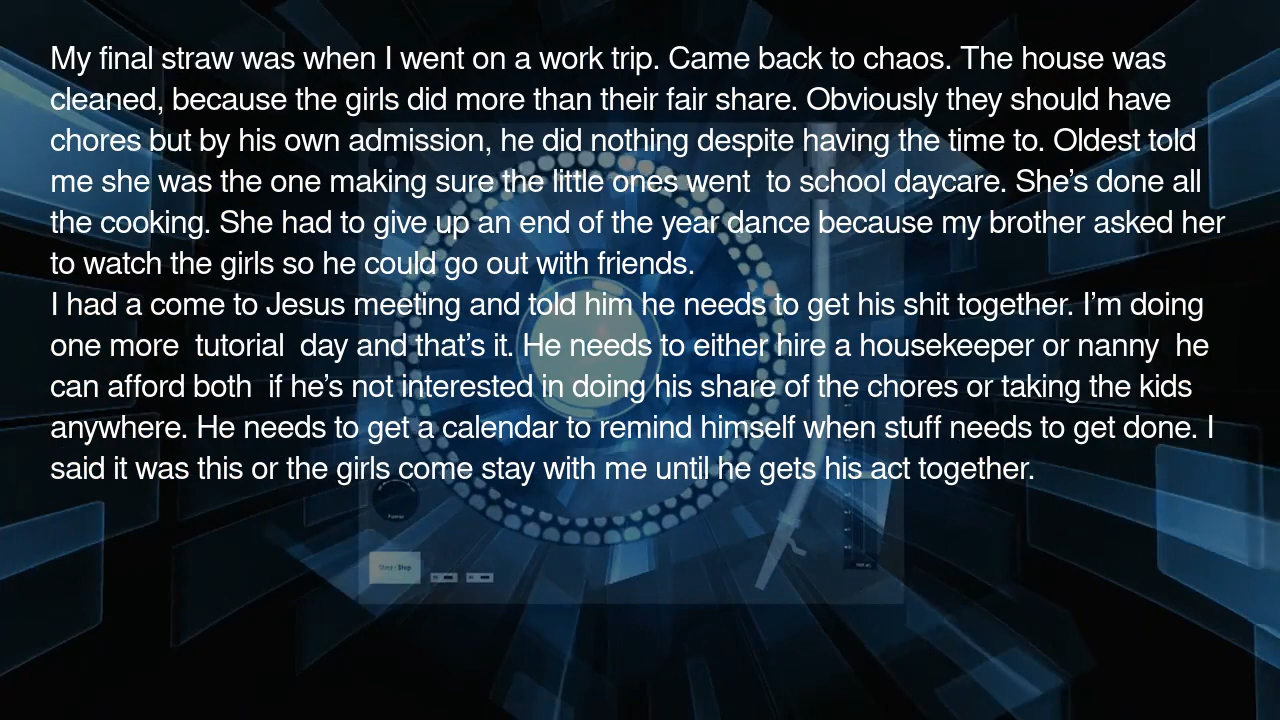 My final straw was when I went on a work trip. Came back to chaos. The house was
cleaned, because the girls did more than their fair share. Obviously they should have
chores but by his own admission, he did nothing despite having the time to. Oldest told
me she was the one making sure the little ones went  to school daycare. She’s done all
the cooking. She had to give up an end of the year dance because my brother asked her
to watch the girls so he could go out with friends.
I had a come to Jesus meeting and told him he needs to get his shit together. I’m doing
one more  tutorial  day and that’s it. He needs to either hire a housekeeper or nanny  he
can afford both  if he’s not interested in doing his share of the chores or taking the kids
anywhere. He needs to get a calendar to remind himself when stuff needs to get done. I
said it was this or the girls come stay with me until he gets his act together.